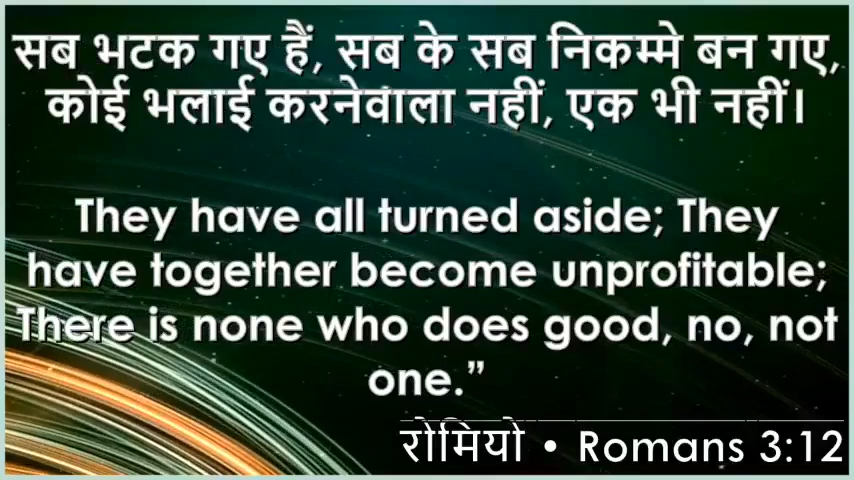 सब भटक गए हैं, सब के सब निकम्मे बन गए,
कोई भलाई करनेवाला नहीं, एक भी नहीं।
They have all turned aside; They
have together become unprofitable;
There is none who does good, no, not
one.”
रोमियो • Romans 3:12